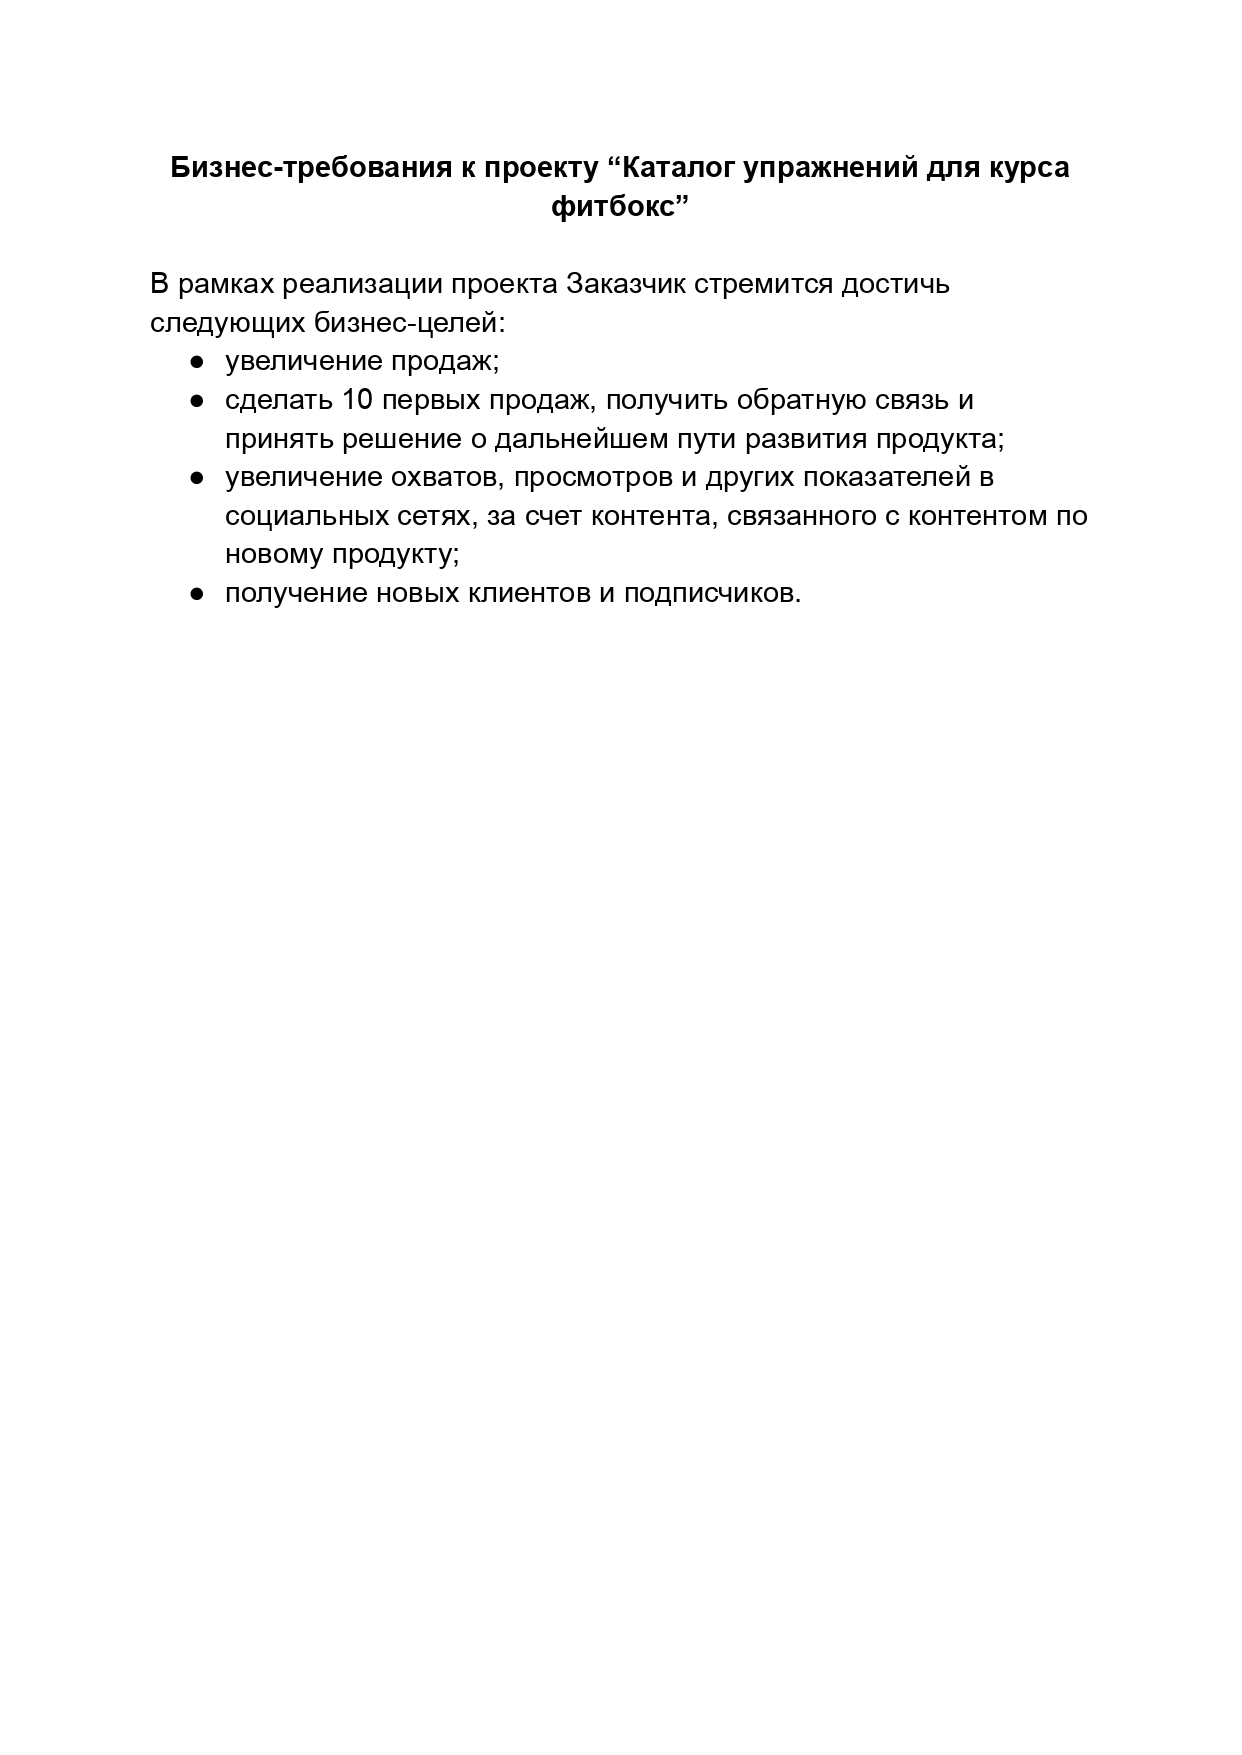 Бизнес-требования к проекту “Каталог упражнений для курса
фитбокс”
В рамках реализации проекта Заказчик стремится достичь
следующих бизнес-целей:
● увеличение продаж;
● сделать 10 первых продаж, получить обратную связь и
принять решение о дальнейшем пути развития продукта;
● увеличение охватов, просмотров и других показателей в
социальных сетях, за счет контента, связанного с контентом по
новому продукту;
● получение новых клиентов и подписчиков.